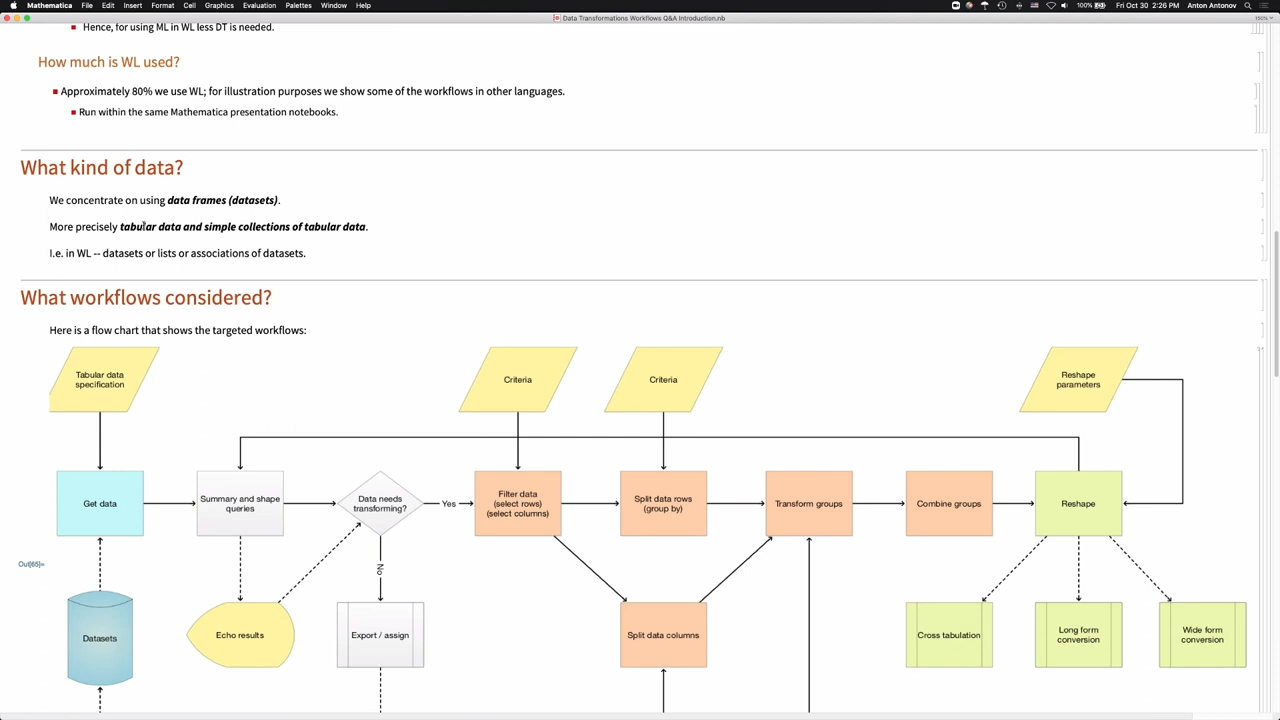 Mathematica File Edit Insert Format Cell Graphics Evaluation Palettes Window Help 100% Fri Oct 30 2:26 PM Anton Antonov
Data Transformations Workflows Q&A Introduction.nb
Hence, for using ML in WL less DT is needed.
How much is WL used?
Approximately 80% we use WL; for illustration purposes we show some of the workflows in other languages.
Run within the same Mathematica presentation notebooks.
What kind of data?
We concentrate on using data frames (datasets).
More precisely tabular data and simple collections of tabular data.
I.e. in WL -- datasets or lists or associations of datasets.
What workflows considered?
Here is a flow chart that shows the targeted workflows:
Tabular data
specification
Criteria
Criteria
Reshape
parameters
Get data
Summary and shape
queries
Data needs
transforming?
Yes
Filter data
(select rows)
(select columns)
Split data rows
(group by)
Transform groups
Combine groups
Reshape
No
Out[65]=
Datasets
Echo results
Export / assign
Split data columns
Cross tabulation
Long form
conversion
Wide form
conversion